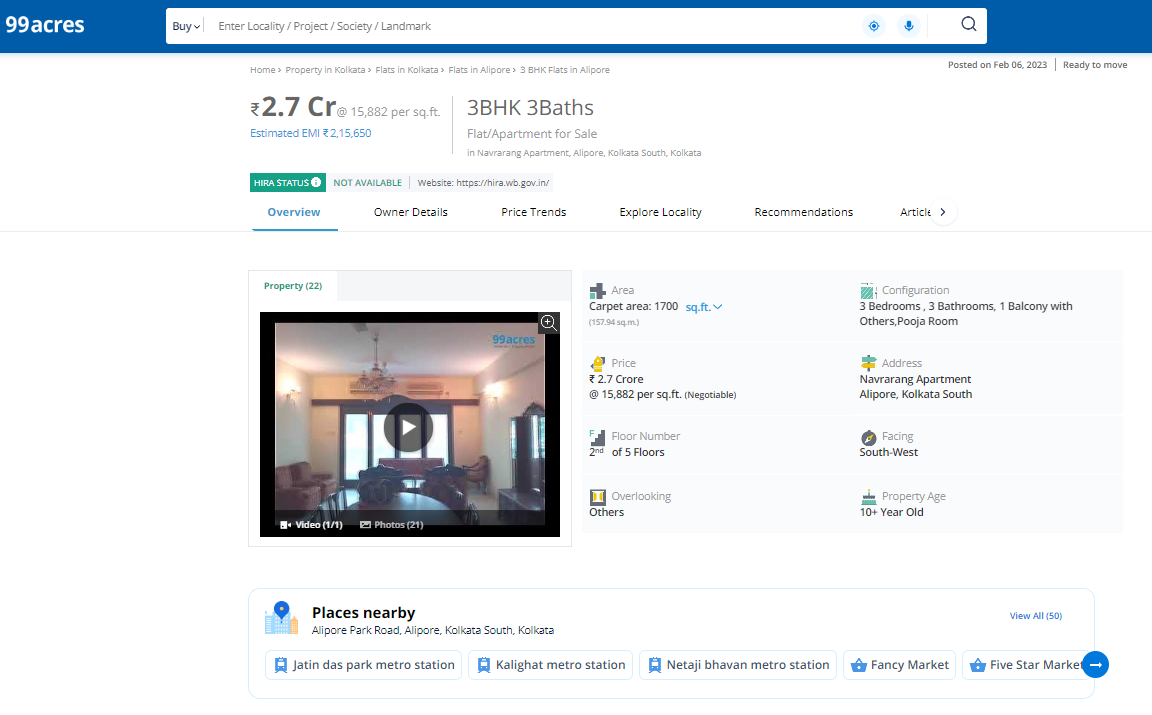 99acres
Buy
Enter Locality / Project / Society / Landmark
Home › Property in Kolkata › Flats in Kolkata › Flats in Alipore › 3 BHK Flats in Alipore
Posted on Feb 06, 2023 | Ready to move
₹ 2.7 Cr @ 15,882 per sq.ft.
Estimated EMI ₹ 2,15,650
3BHK 3Baths
Flat/Apartment for Sale
in Navrarang Apartment, Alipore, Kolkata South, Kolkata
HIRA STATUS NOT AVAILABLE | Website: https://hira.wb.gov.in/
Overview Owner Details Price Trends Explore Locality Recommendations Article
Property (22)
99acres
Video (1/1) Photos (21)
Area
Carpet area: 1700 sq.ft.
(157.94 sq.m.)
Configuration
3 Bedrooms , 3 Bathrooms, 1 Balcony with
Others,Pooja Room
Price
₹ 2.7 Crore
@ 15,882 per sq.ft. (Negotiable)
Address
Navrarang Apartment
Alipore, Kolkata South
Floor Number
2nd of 5 Floors
Facing
South-West
Overlooking
Others
Property Age
10+ Year Old
Places nearby
Alipore Park Road, Alipore, Kolkata South, Kolkata
View All (50)
Jatin das park metro station Kalighat metro station Netaji bhavan metro station Fancy Market Five Star Market